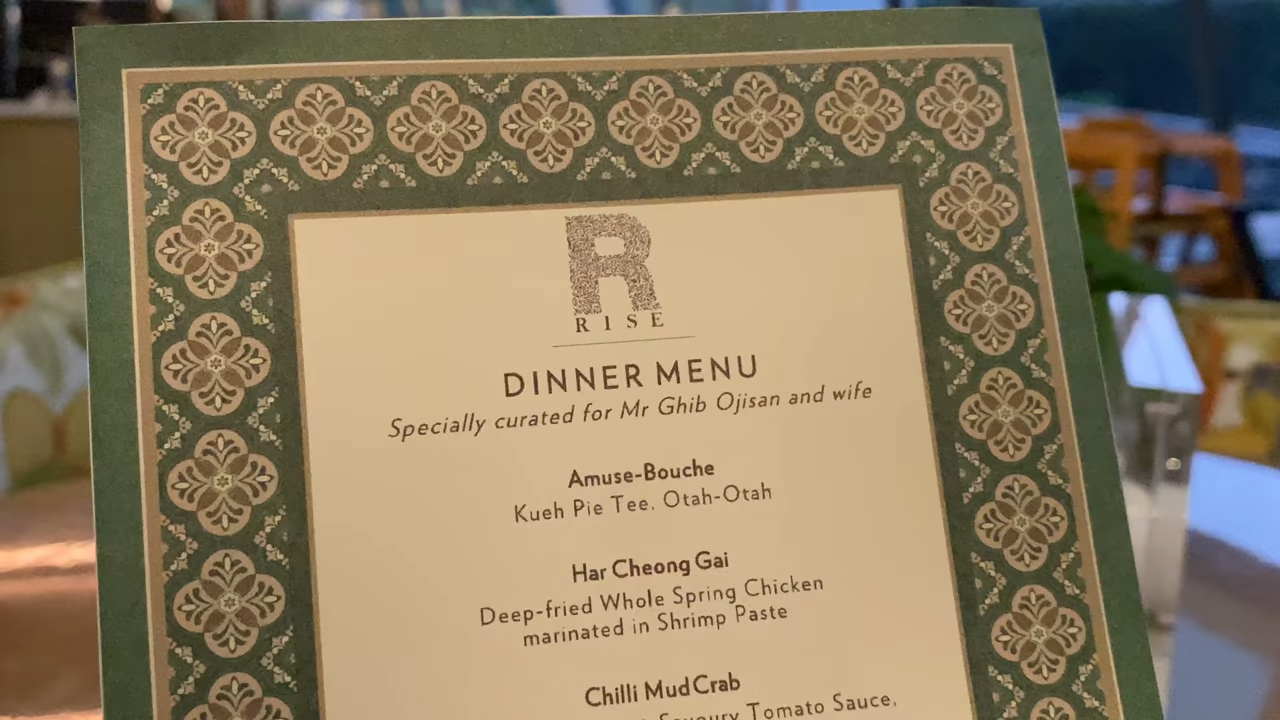 R
RISE
DINNER MENU
Specially curated for Mr Ghib Ojisan and wife
Amuse-Bouche
Kueh Pie Tee, Otah-Otah
Har Cheong Gai
Deep-fried Whole Spring Chicken
marinated in Shrimp Paste
Chilli Mud Crab
Savoury Tomato Sauce,